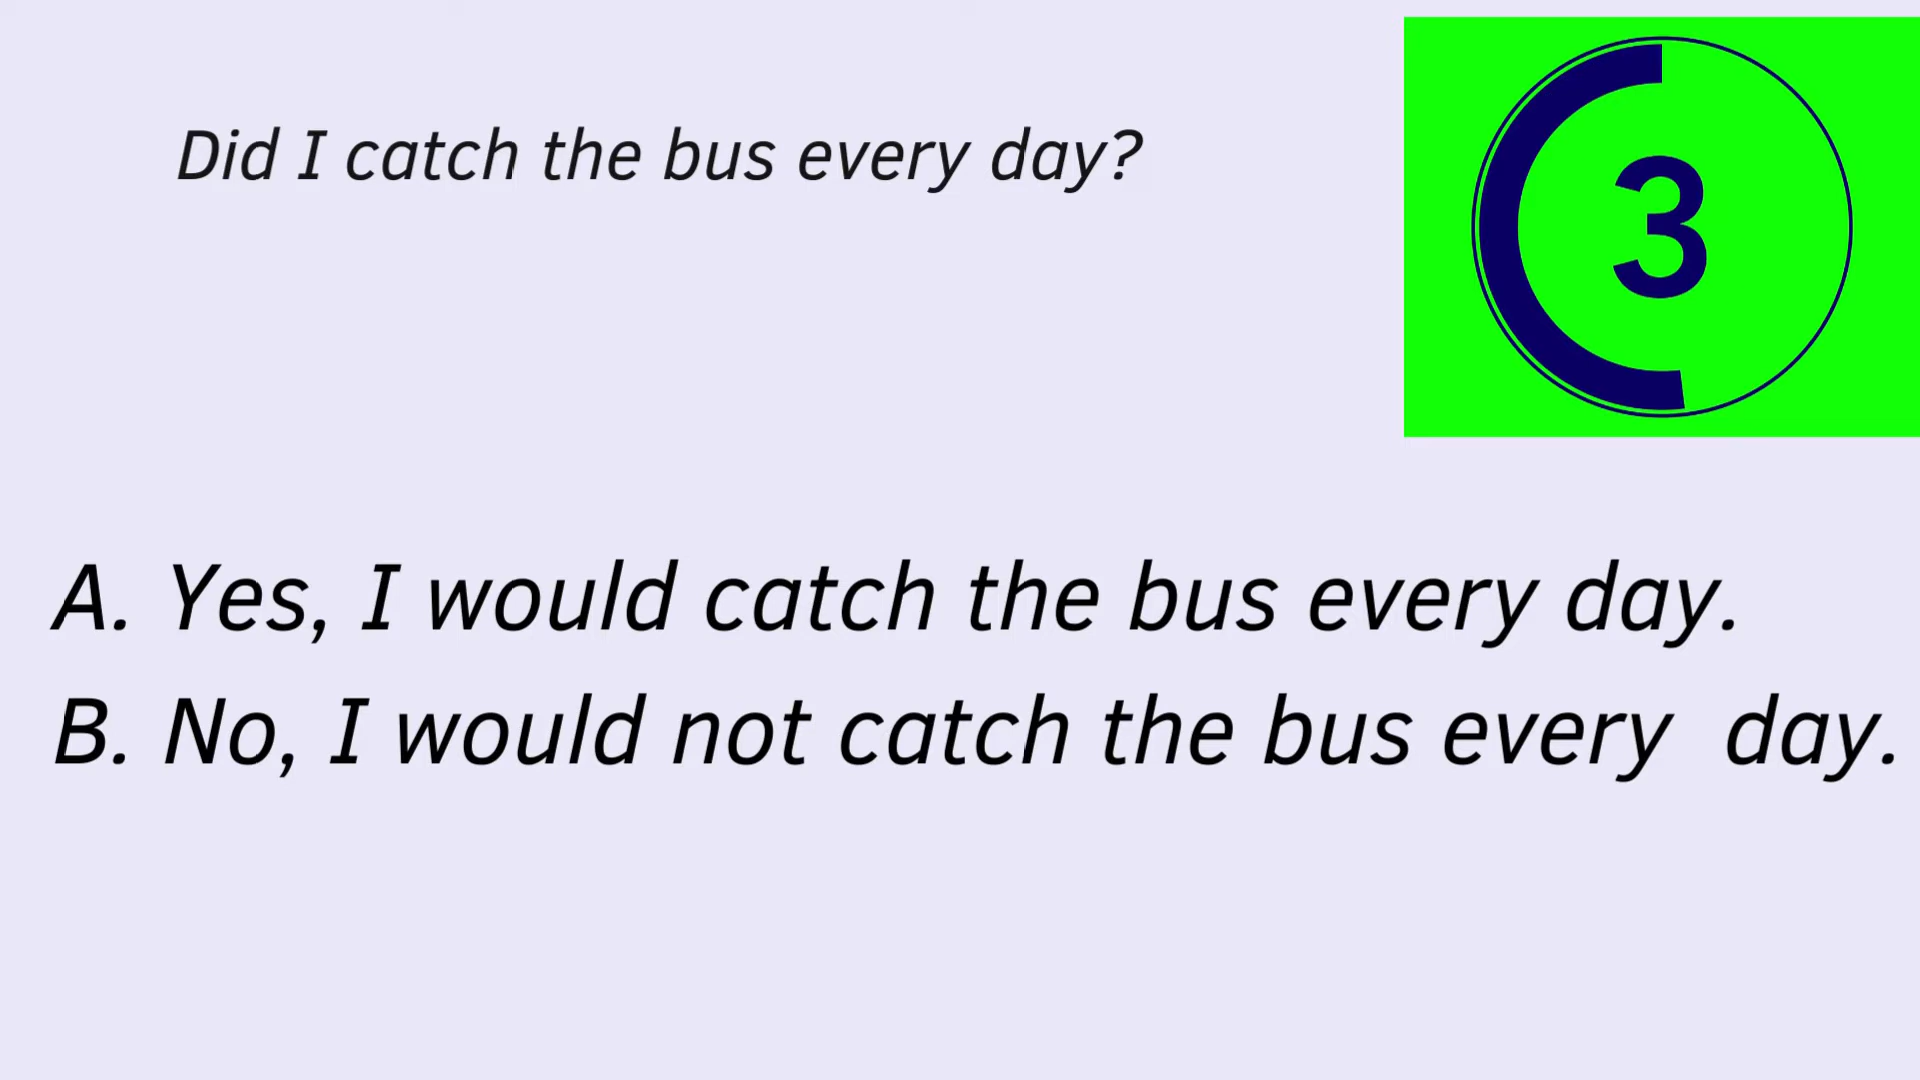 Did I catch the bus every day?
3
A. Yes, I would catch the bus every day.
B. No, I would not catch the bus every day.